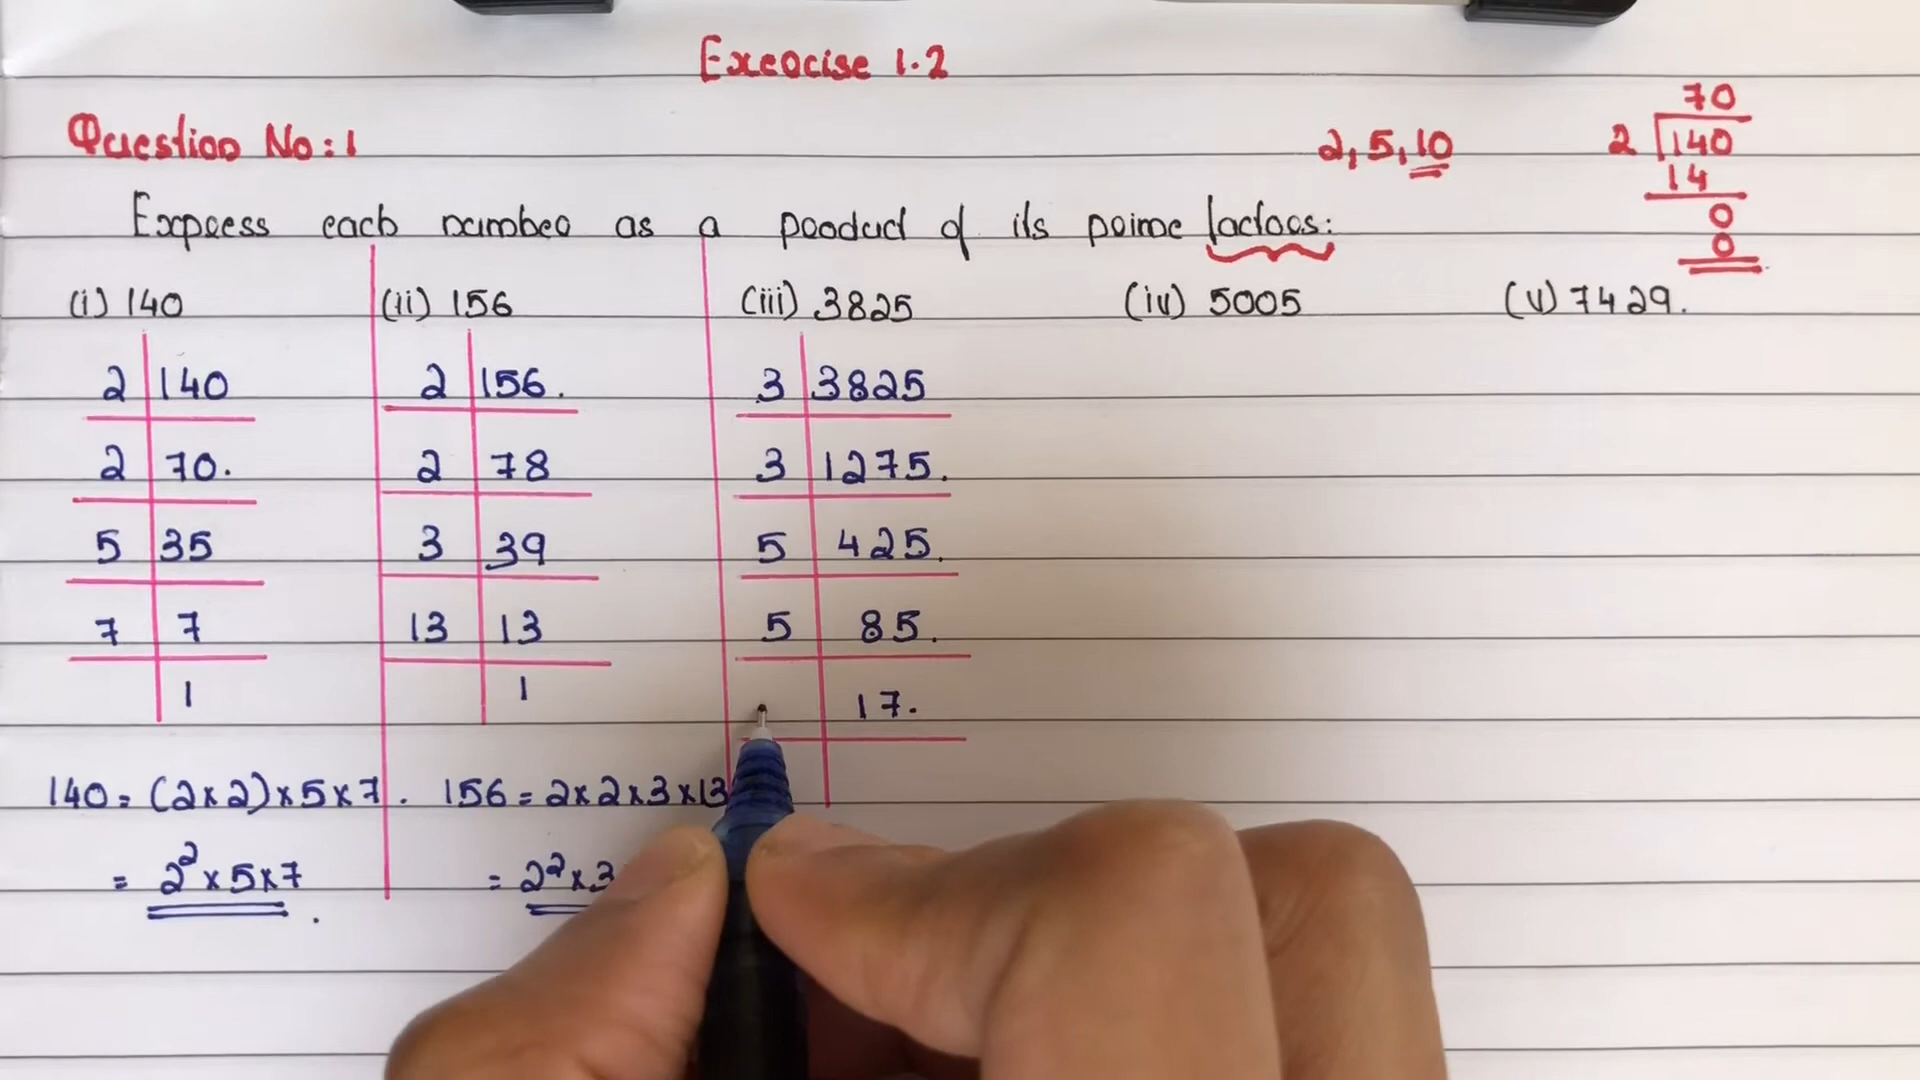 Exercise 1.2
Question No: 1
2, 5, 10
70
2 140
14
0
0
Express each number as a product of its prime factors:
(i) 140 (ii) 156 (iii) 3825 (iv) 5005 (v) 7429.
2 140 2 156. 3 3825
2 70. 2 78 3 1275.
5 35 3 39 5 425.
7 7 13 13 5 85.
1 1 17.
140 = (2×2)×5×7. 156 = 2×2×3×13
= 2²×5×7. = 2²×3